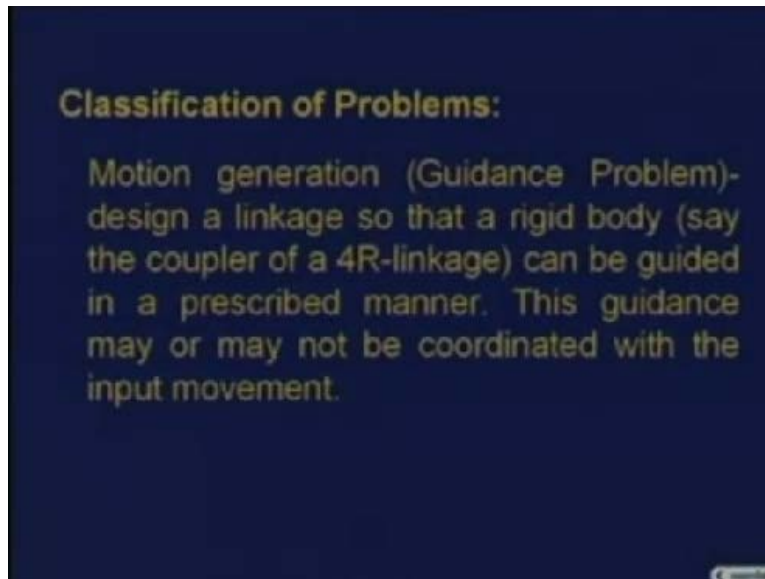 Classification of Problems:
Motion generation (Guidance Problem)-
design a linkage so that a rigid body (say
the coupler of a 4R-linkage) can be guided
in a prescribed manner. This guidance
may or may not be coordinated with the
input movement.